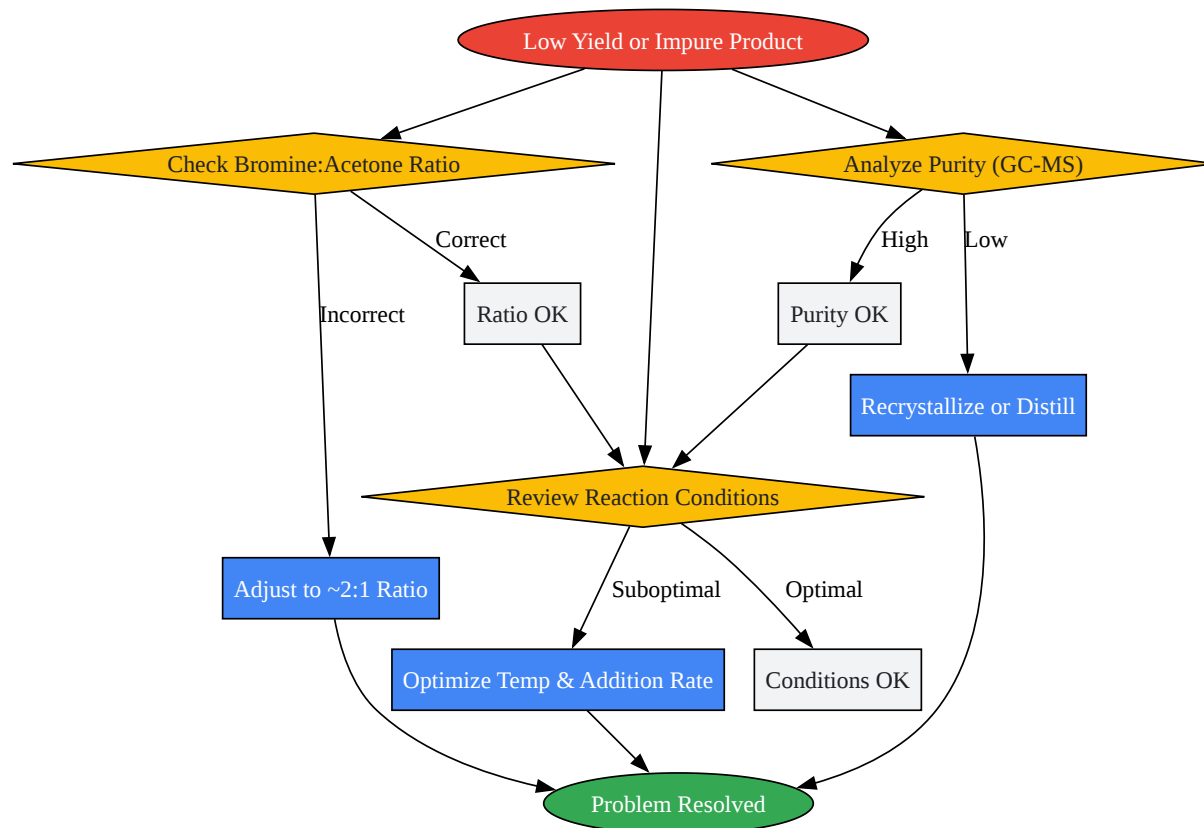 Low Yield or Impure Product
Check Bromine:Acetone Ratio
Analyze Purity (GC-MS)
Correct
High
Low
Incorrect
Ratio OK
Purity OK
Recrystallize or Distill
Review Reaction Conditions
Adjust to ~2:1 Ratio
Suboptimal
Optimal
Optimize Temp & Addition Rate
Conditions OK
Problem Resolved